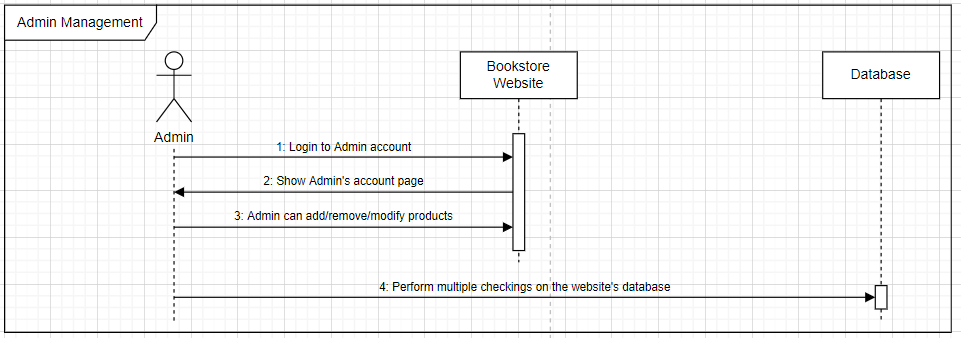 Admin Management
Bookstore
Website
Database
Admin
1: Login to Admin account
2: Show Admin's account page
3: Admin can add/remove/modify products
4: Perform multiple checkings on the website's database